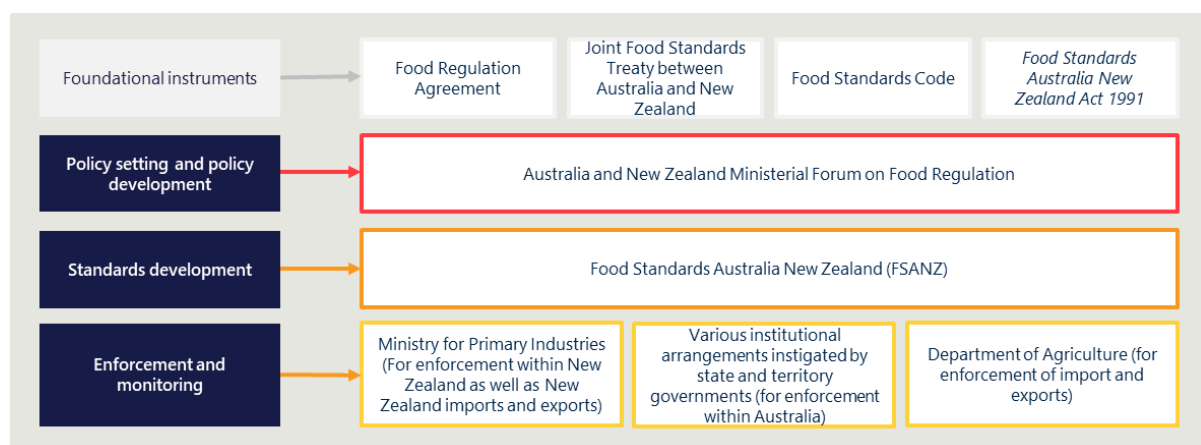 Foundational instruments
Food Regulation
Agreement
Joint Food Standards
Treaty between
Australia and New
Zealand
Food Standards Code
Food Standards
Australia New
Zealand Act 1991
Policy setting and policy
development
Australia and New Zealand Ministerial Forum on Food Regulation
Standards development
Food Standards Australia New Zealand (FSANZ)
Enforcement and
monitoring
Ministry for Primary Industries
(For enforcement within New
Zealand as well as New
Zealand imports and exports)
Various institutional
arrangements instigated by
state and territory
governments (for enforcement
within Australia)
Department of Agriculture (for
enforcement of import and
exports)